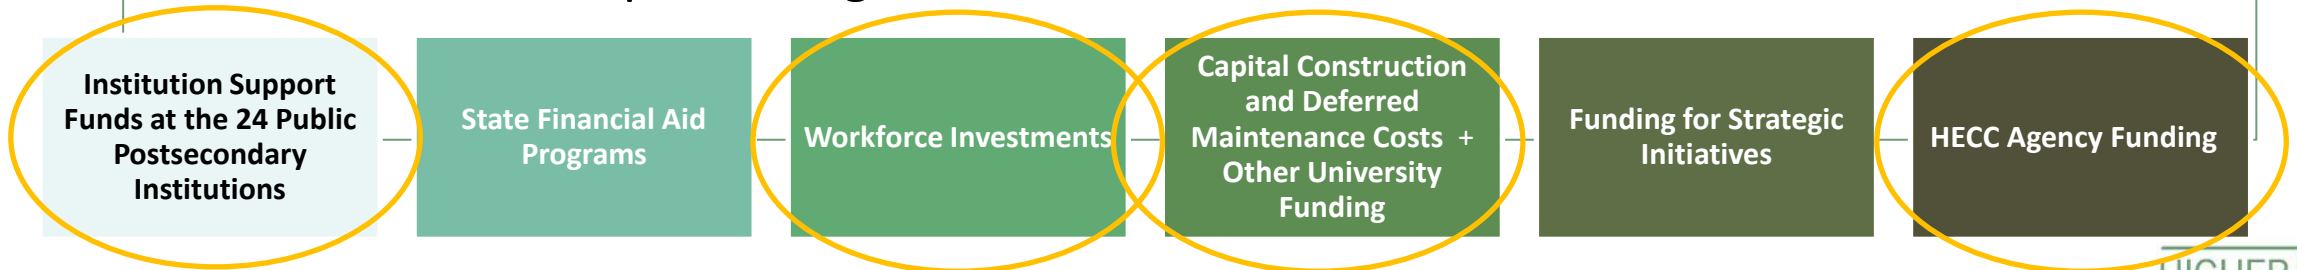 Institution Support
Funds at the 24 Public
Postsecondary
Institutions
State Financial Aid
Programs
Workforce Investments
Capital Construction
and Deferred
Maintenance Costs +
Other University
Funding
Funding for Strategic
Initiatives
HECC Agency Funding